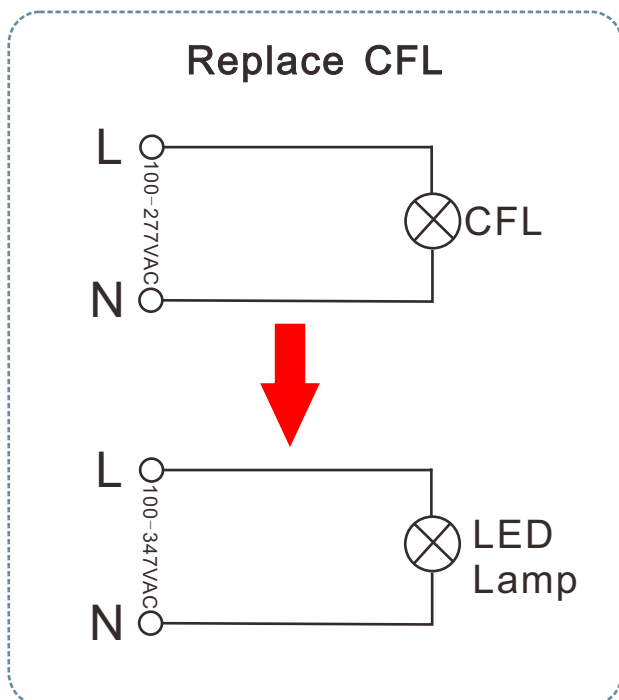 Replace CFL
L
100-277VAC
CFL
N
L
100-347VAC
LED
Lamp
N